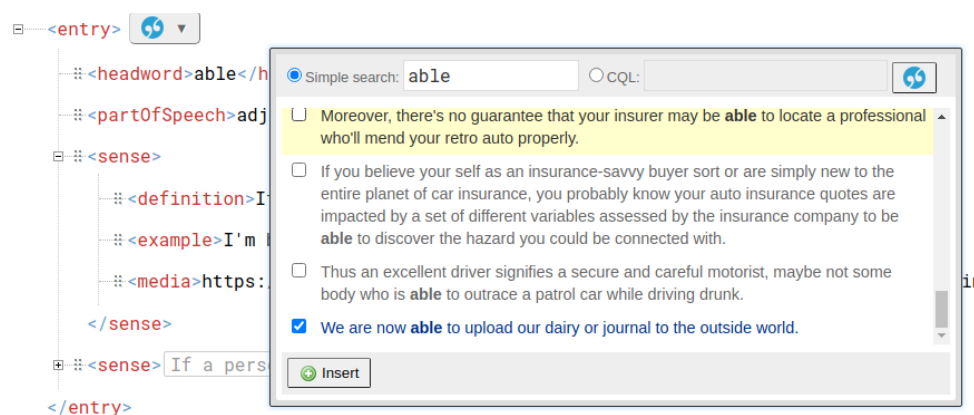 <entry>
<headword>able</h
Simple search: able CQL:
<partOfSpeech>adj
Moreover, there's no guarantee that your insurer may be able to locate a professional
who'll mend your retro auto properly.
<sense>
If you believe your self as an insurance-savvy buyer sort or are simply new to the
entire planet of car insurance, you probably know your auto insurance quotes are
impacted by a set of different variables assessed by the insurance company to be
able to discover the hazard you could be connected with.
<definition>I
<example>I'm
<media>https:
Thus an excellent driver signifies a secure and careful motorist, maybe not some
body who is able to outrace a patrol car while driving drunk.
</sense>
We are now able to upload our dairy or journal to the outside world.
<sense> If a pers
Insert
</entry>